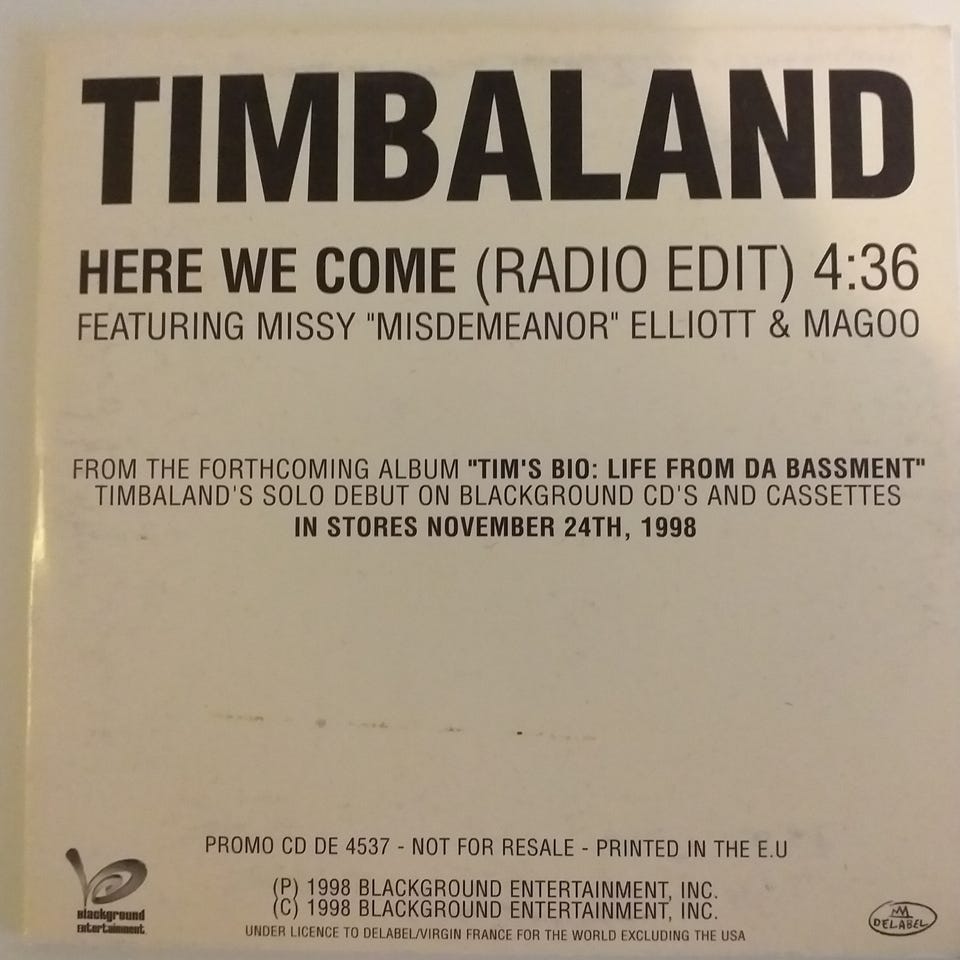 TIMBALAND
HERE WE COME (RADIO EDIT) 4:36
FEATURING MISSY "MISDEMEANOR" ELLIOTT & MAGOO
FROM THE FORTHCOMING ALBUM "TIM'S BIO: LIFE FROM DA BASSMENT"
TIMBALAND'S SOLO DEBUT ON BLACKGROUND CD'S AND CASSETTES
IN STORES NOVEMBER 24TH, 1998
PROMO CD DE 4537 - NOT FOR RESALE - PRINTED IN THE E.U
(P) 1998 BLACKGROUND ENTERTAINMENT, INC.
(C) 1998 BLACKGROUND ENTERTAINMENT, INC.
UNDER LICENCE TO DELABEL/VIRGIN FRANCE FOR THE WORLD EXCLUDING THE USA
Blackground
Entertainment
DELABEL